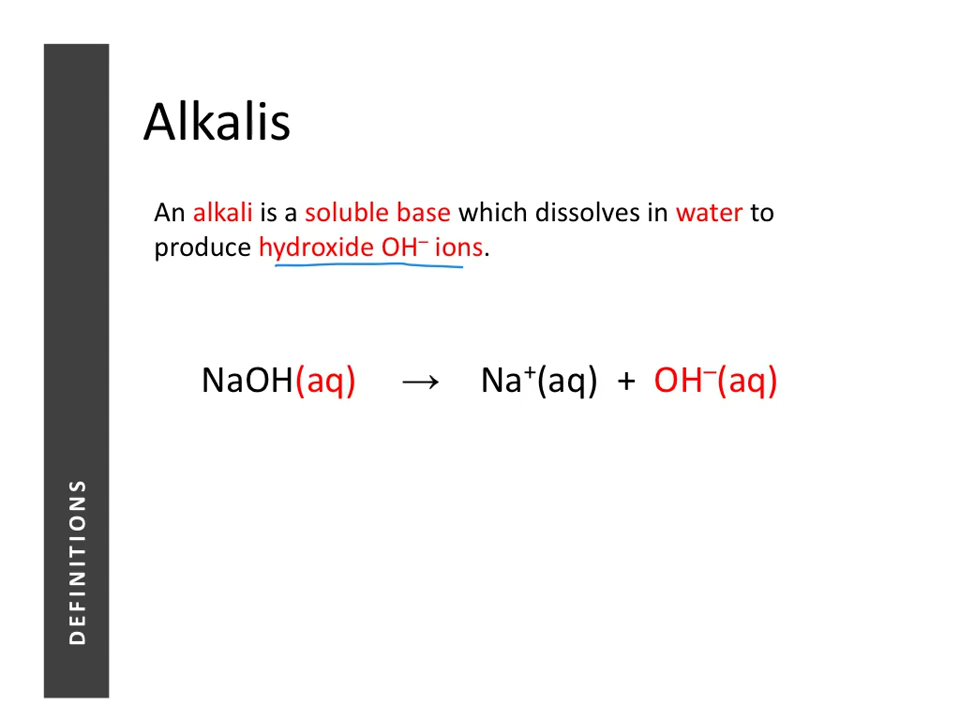 Alkalis
An alkali is a soluble base which dissolves in water to
produce hydroxide OH⁻ ions.
NaOH(aq) → Na⁺(aq) + OH⁻(aq)
DEFINITIONS